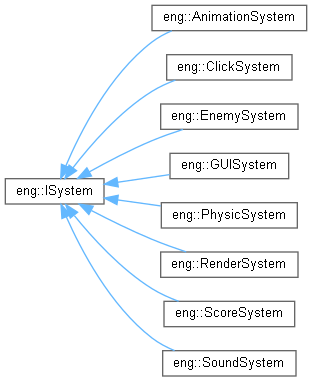 eng::AnimationSystem
eng::ClickSystem
eng::EnemySystem
eng::GUISystem
eng::ISystem
eng::PhysicSystem
eng::RenderSystem
eng::ScoreSystem
eng::SoundSystem